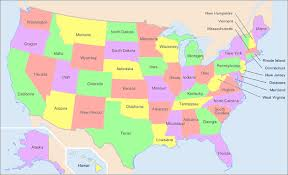 New Hampshire
Vermont
Massachusetts
Washington
Montana
North Dakota
Minnesota
Maine
Oregon
Idaho
South Dakota
Wisconsin
Michigan
New York
Rhode Island
Connecticut
New Jersey
Delaware
Maryland
West Virginia
Wyoming
Nebraska
Iowa
Pennsylvania
Nevada
Utah
Colorado
Kansas
Missouri
Illinois
Indiana
Ohio
Kentucky
Virginia
California
Arizona
New Mexico
Oklahoma
Arkansas
Tennessee
North Carolina
South Carolina
Texas
Louisiana
Alabama
Georgia
Florida
Alaska
Hawaii